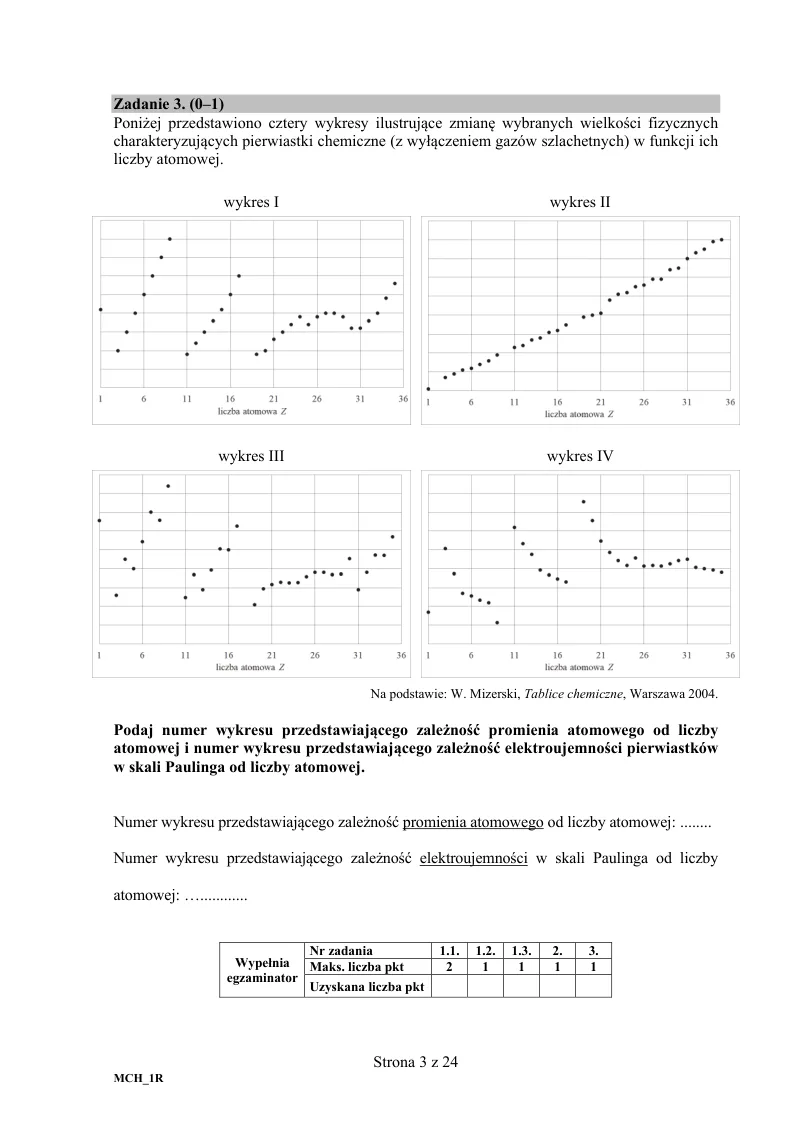 Zadanie 3. (0–1)
Poniżej przedstawiono cztery wykresy ilustrujące zmianę wybranych wielkości fizycznych
charakteryzujących pierwiastki chemiczne (z wyłączeniem gazów szlachetnych) w funkcji ich
liczby atomowej.
wykres I
wykres II
1 6 11 16 21 26 31 36
liczba atomowa Z
1 6 11 16 21 26 31 36
liczba atomowa Z
wykres III
wykres IV
1 6 11 16 21 26 31 36
liczba atomowa Z
1 6 11 16 21 26 31 36
liczba atomowa Z
Na podstawie: W. Mizerski, Tablice chemiczne, Warszawa 2004.
Podaj numer wykresu przedstawiającego zależność promienia atomowego od liczby
atomowej i numer wykresu przedstawiającego zależność elektroujemności pierwiastków
w skali Paulinga od liczby atomowej.
Numer wykresu przedstawiającego zależność promienia atomowego od liczby atomowej: ........
Numer wykresu przedstawiającego zależność elektroujemności w skali Paulinga od liczby
atomowej: …............
Wypełnia
egzaminator
Nr zadania 1.1. 1.2. 1.3. 2. 3.
Maks. liczba pkt 2 1 1 1 1
Uzyskana liczba pkt
Strona 3 z 24
MCH_1R